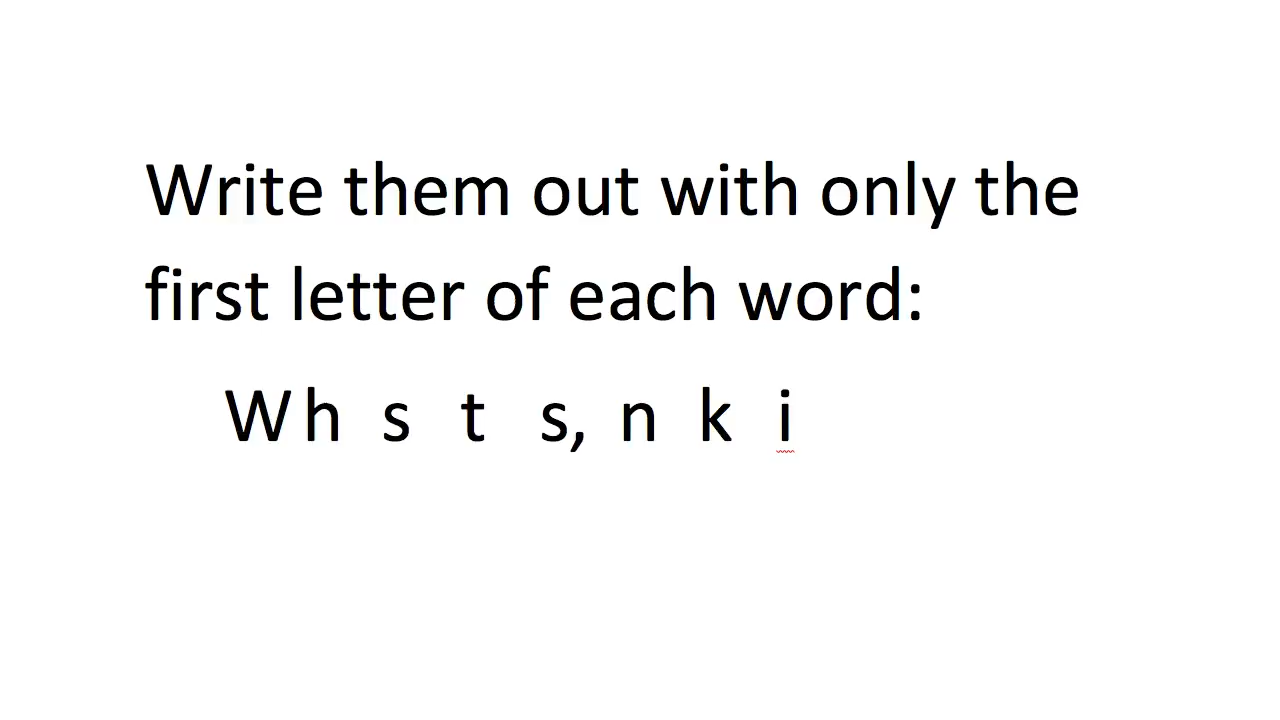 Write them out with only the
first letter of each word:
W h s t s, n k i